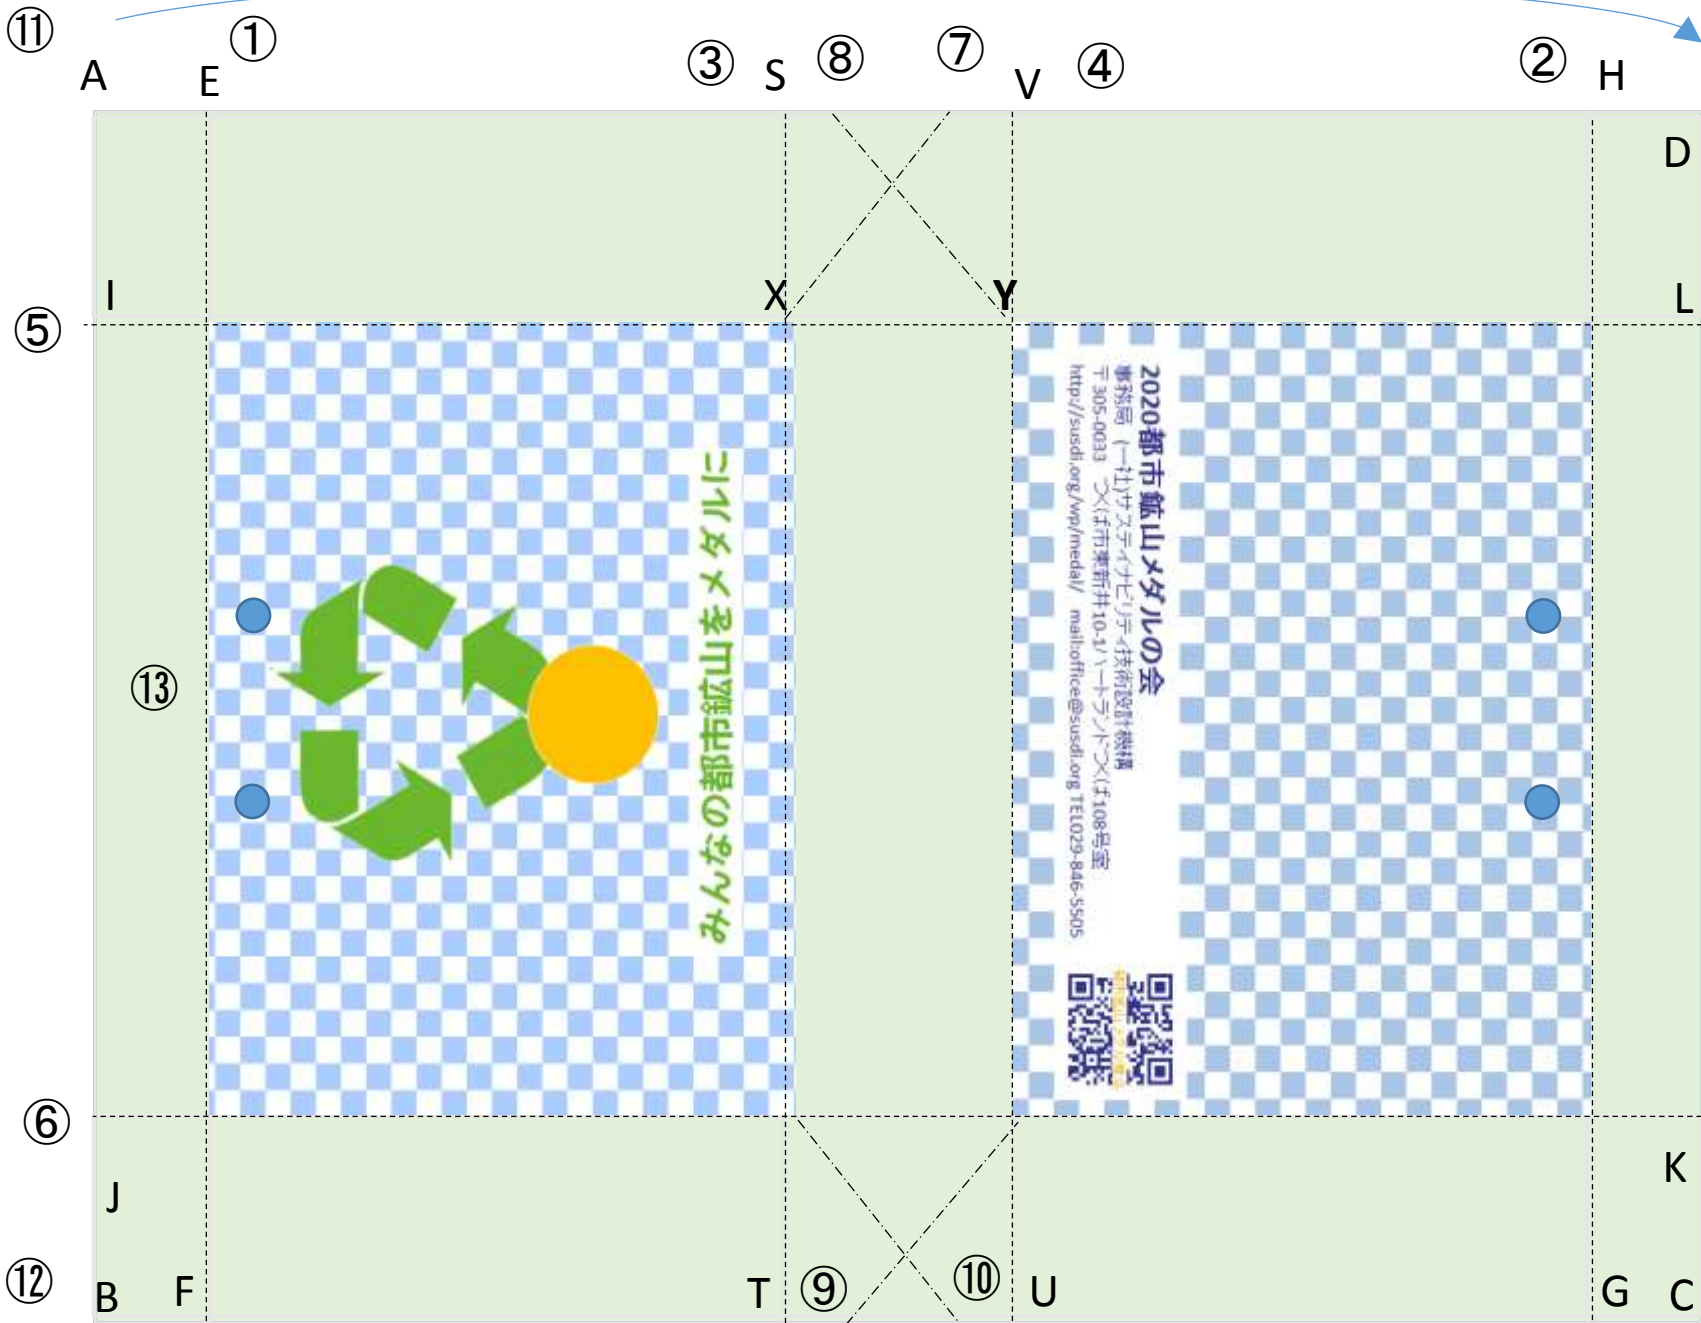 ⑪
①
③
⑧
⑦
④
②
A
E
S
V
H
D
I
X
Y
L
⑤
みんなの都市鉱山をメダルに
2020都市鉱山メダルの会
事務局 (一社)サスティナビリティ技術設計機構
〒305-0033 つくば市東新井10-1ハートランドつくば108号室
http://susdi.org/wp/medal/ mail:office@susdi.org TEL029-846-5505
⑬
⑥
J
K
⑫
B
F
T
⑨
⑩
U
G
C